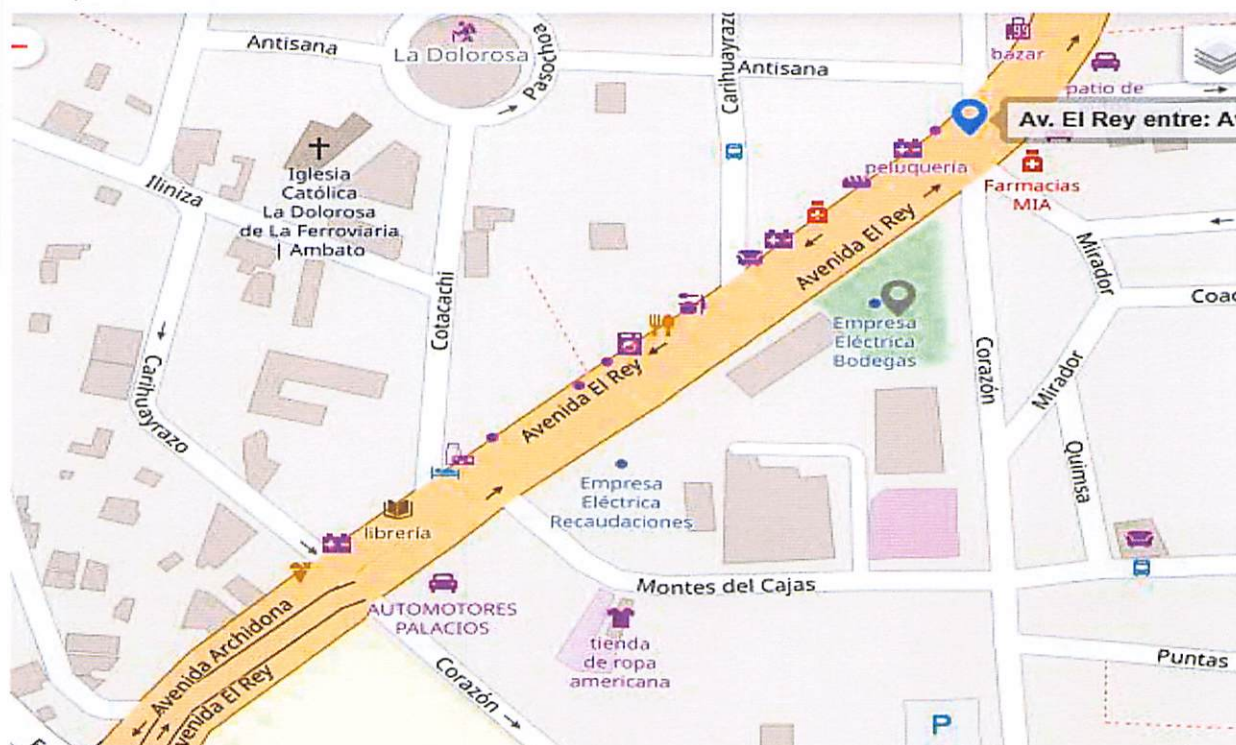 Antisana
La Dolorosa
Pasochoa
Carihuayrazo
Antisana
bazar
patio de
Av. El Rey entre: Av
peluquería
Farmacias
MIA
Iglesia
Católica
La Dolorosa
de La Ferroviaria
| Ambato
Iliniza
Cotacachi
Avenida El Rey
Mirador
Coac
Empresa
Eléctrica
Bodegas
Corazón
Mirador
Carihuayrazo
Avenida El Rey
Quimsa
Empresa
Eléctrica
Recaudaciones
librería
Montes del Cajas
AUTOMOTORES
PALACIOS
tienda
de ropa
americana
Avenida Archidona
Avenida El Rey
Corazón
Puntas
P